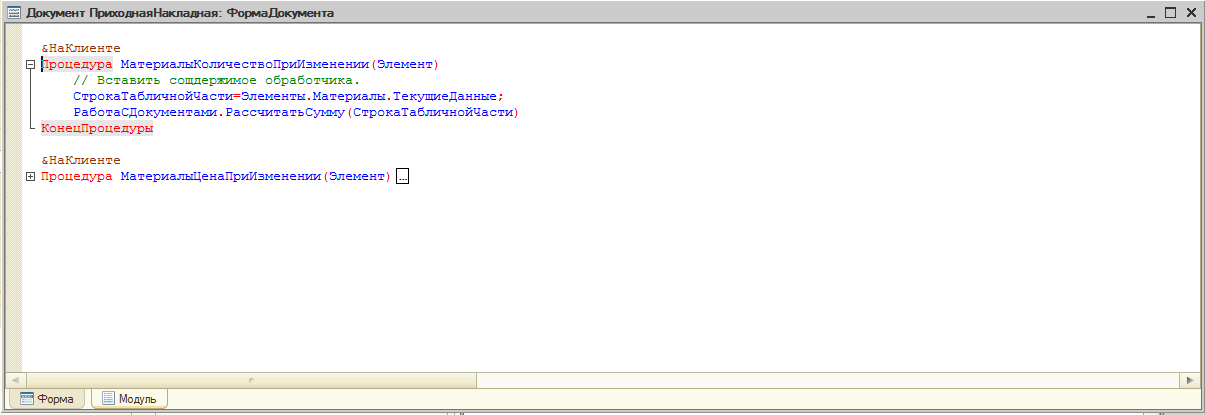 Документ ПриходнаяНакладная: ФормаДокумента
&НаКлиенте
Процедура МатериалыКоличествоПриИзменении(Элемент)
// Вставить сощдержимое обработчика.
СтрокаТабличнойЧасти=Элементы.Материалы.ТекущиеДанные;
РаботаСДокументами.РассчитатьСумму(СтрокаТабличнойЧасти)
КонецПроцедуры
&НаКлиенте
Процедура МатериалыЦенаПриИзменении(Элемент) ...
Форма
Модуль